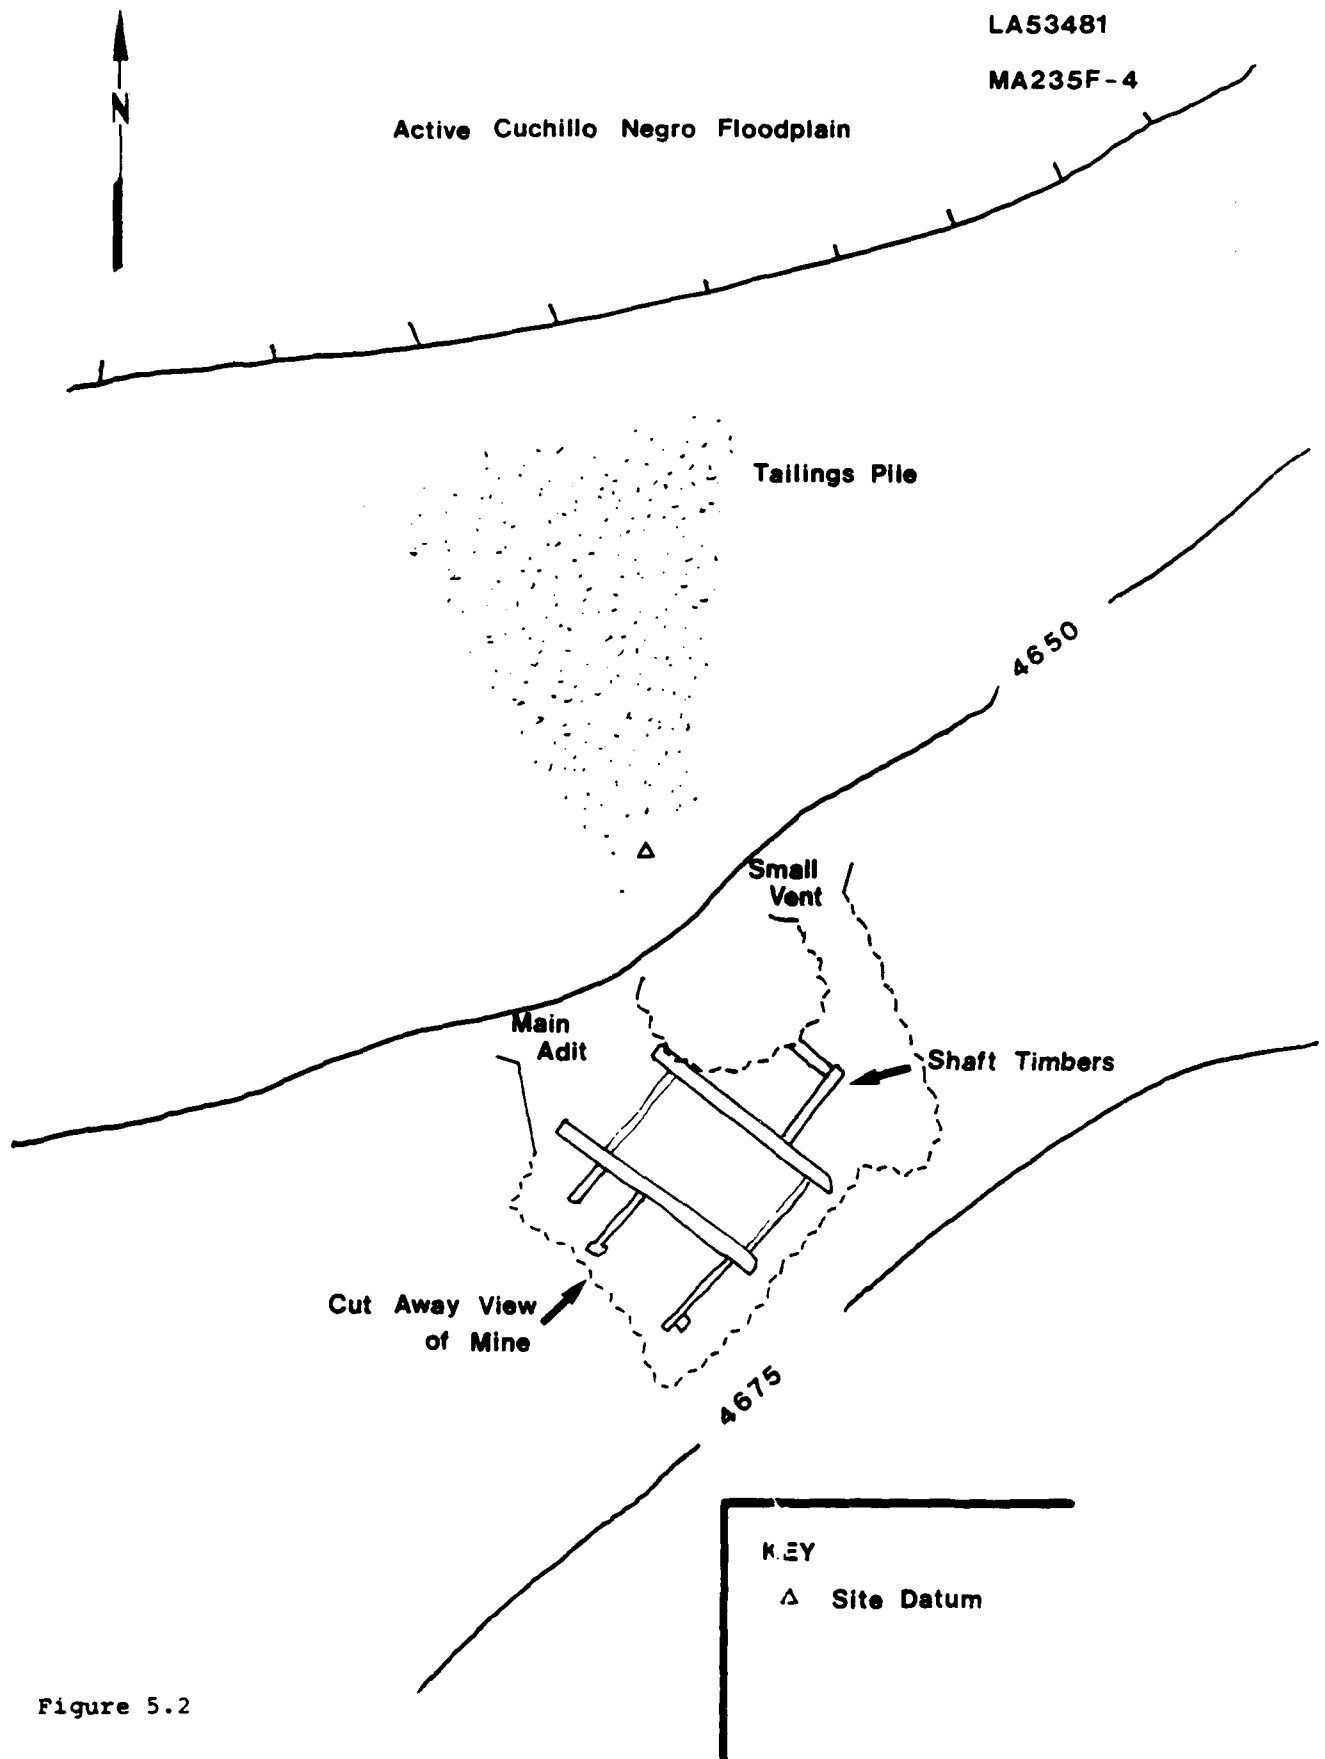 LA53481
MA235F-4
N
Active Cuchillo Negro Floodplain
Tailings Pile
4650
Small
Vent
Main
Adit
Shaft Timbers
Cut Away View
of Mine
4675
KEY
Δ Site Datum
Figure 5.2